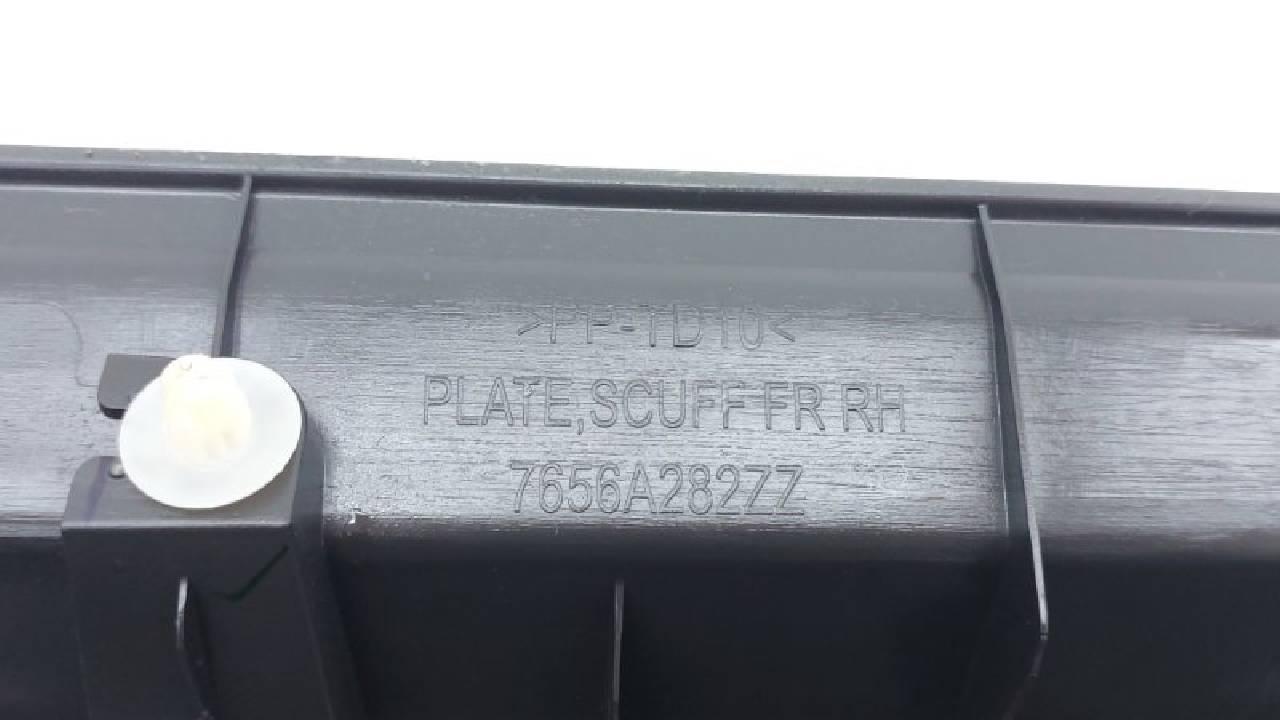 >PP-TD10<
PLATE,SCUFF FR RH
7656A282ZZ